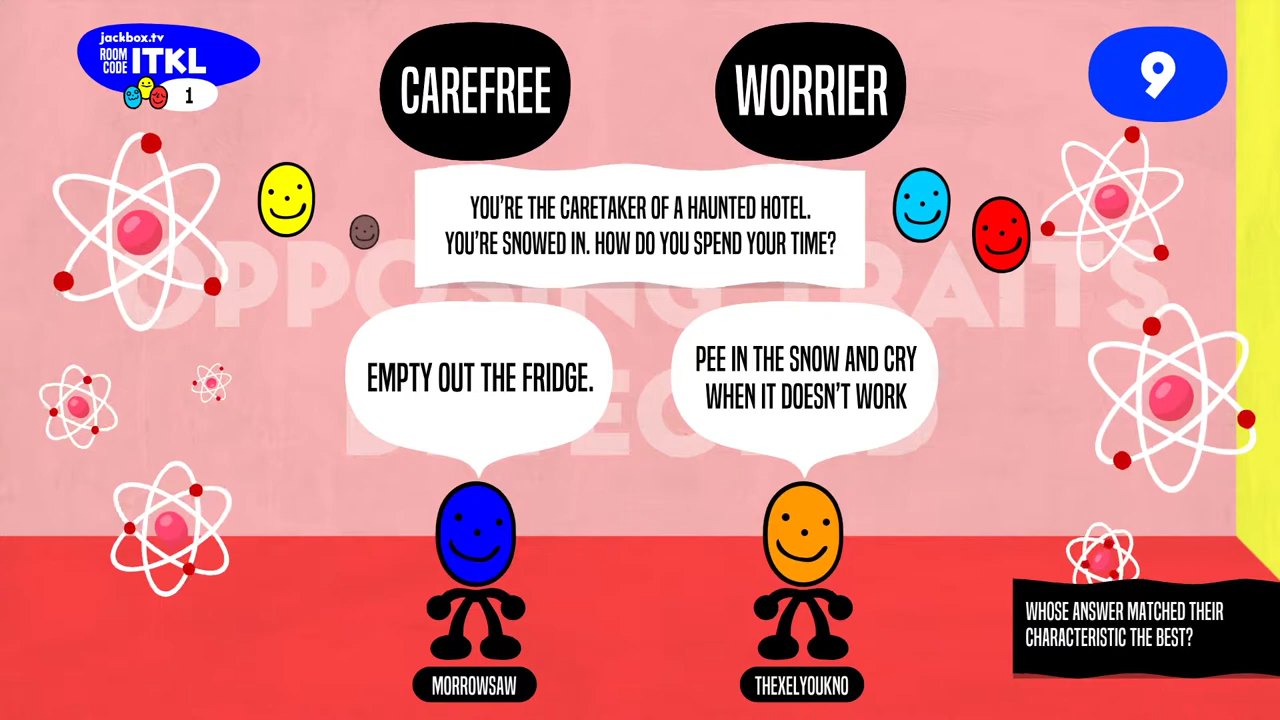 jackbox.tv
ROOM CODE ITKL
1
CAREFREE
WORRIER
9
YOU'RE THE CARETAKER OF A HAUNTED HOTEL.
YOU'RE SNOWED IN. HOW DO YOU SPEND YOUR TIME?
OPPOSING TRAITS
EMPTY OUT THE FRIDGE.
PEE IN THE SNOW AND CRY
WHEN IT DOESN'T WORK
WHOSE ANSWER MATCHED THEIR
CHARACTERISTIC THE BEST?
MORROWSAW
THEXELYOUKNO